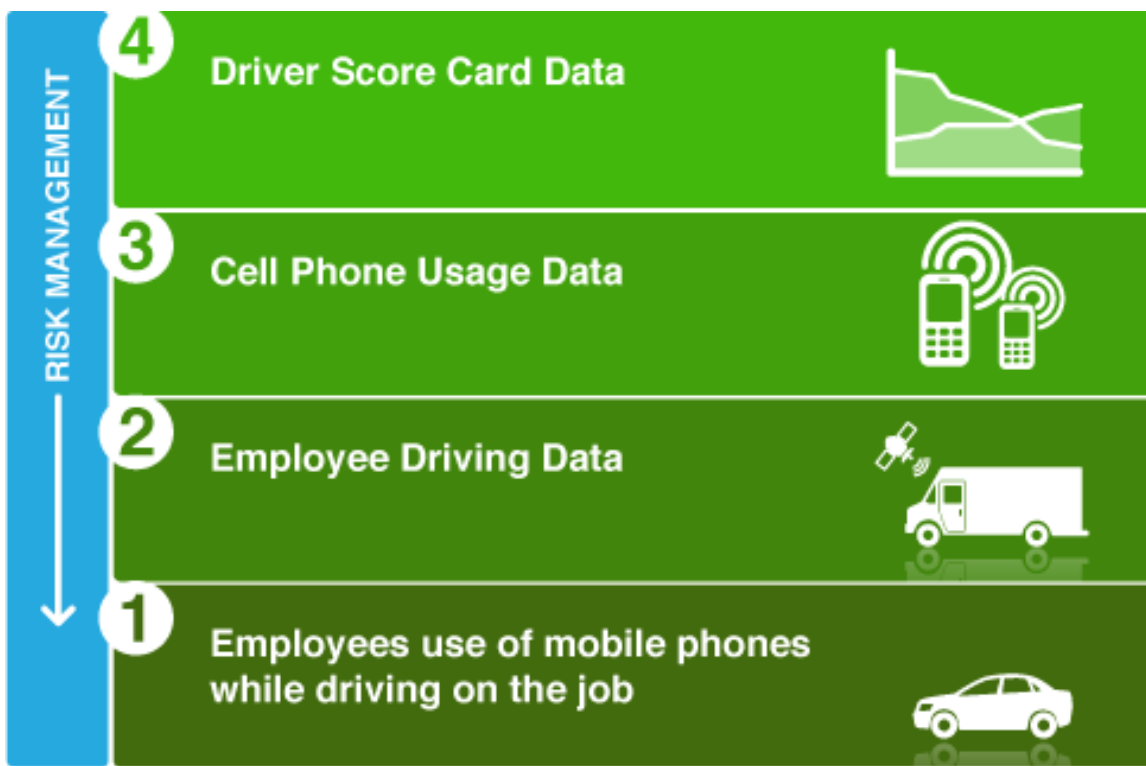 RISK MANAGEMENT
4
Driver Score Card Data
3
Cell Phone Usage Data
2
Employee Driving Data
1
Employees use of mobile phones
while driving on the job